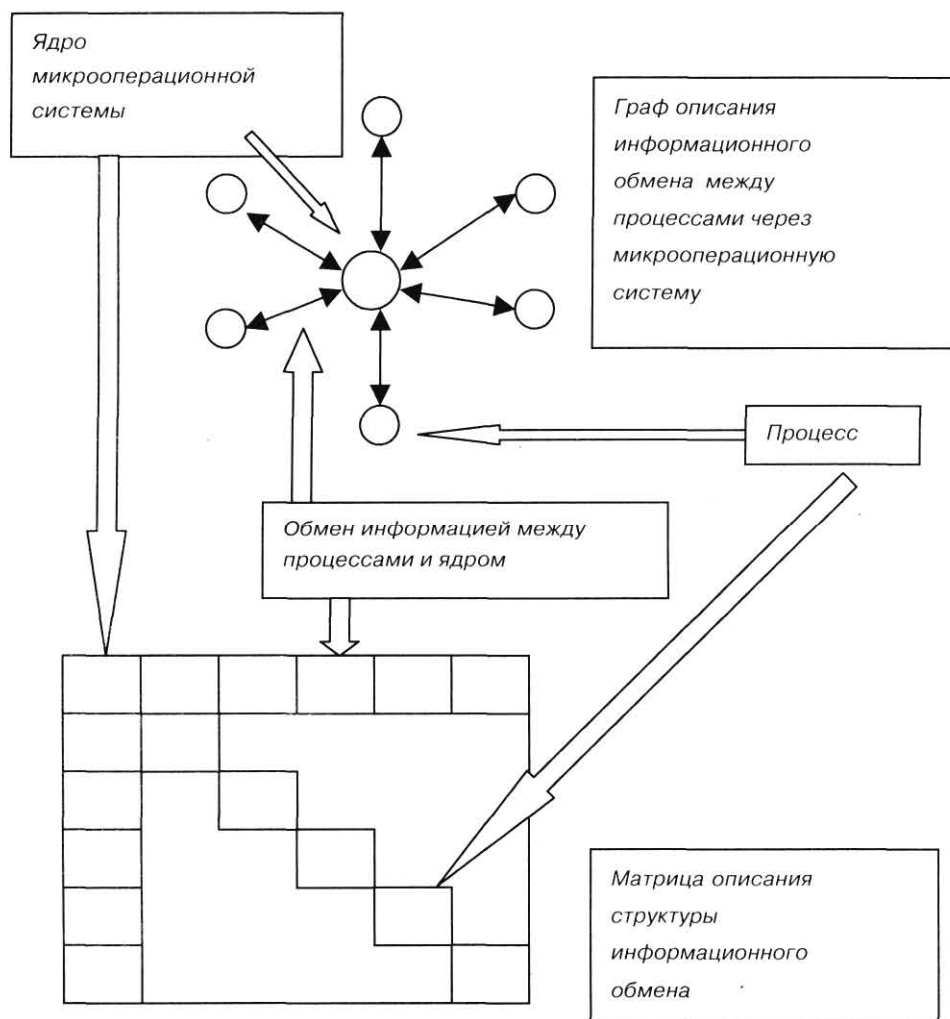 Ядро
микрооперационной
системы
Граф описания
информационного
обмена между
процессами через
микрооперационную
систему
Процесс
Обмен информацией между
процессами и ядром
Матрица описания
структуры
информационного
обмена